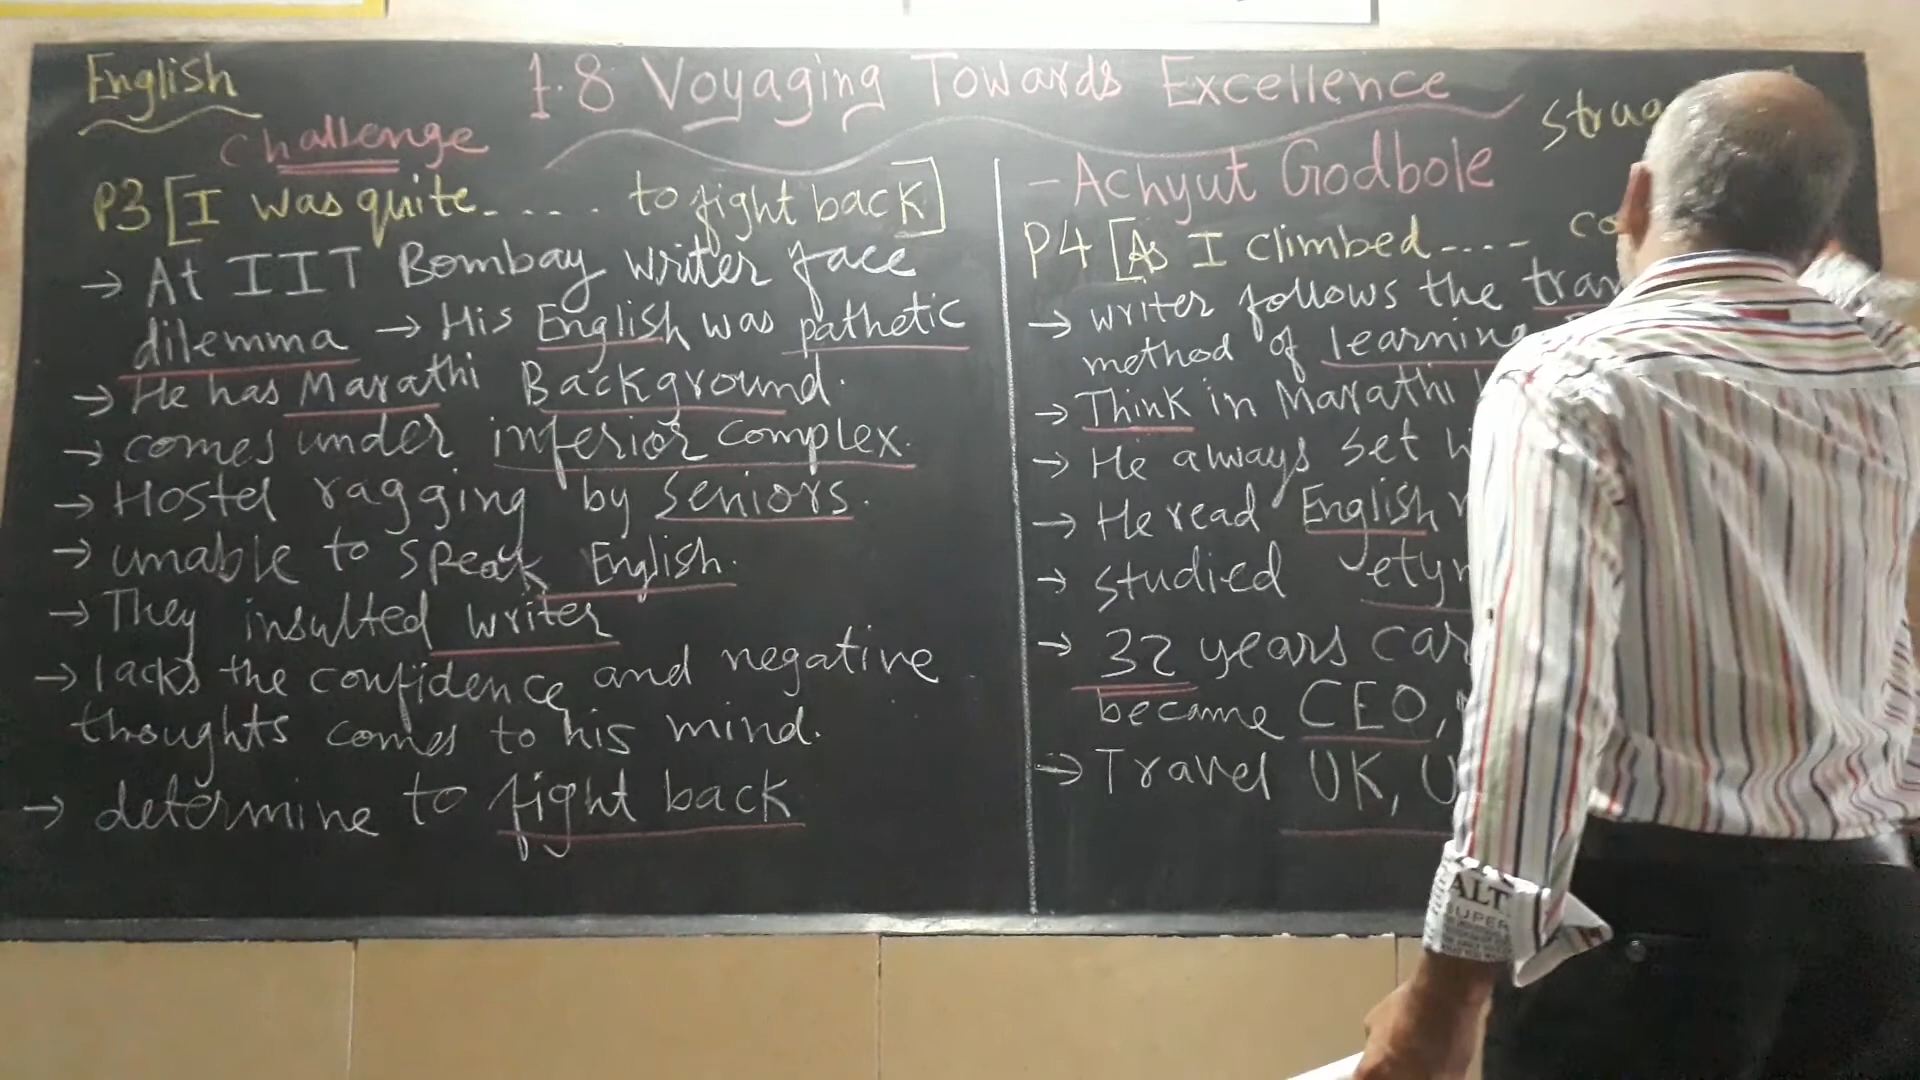 English
1.8 Voyaging Towards Excellence
Challenge
- Achyut Godbole
P3 [I was quite..... to fight back]
→ At IIT Bombay writer face
dilemma → His English was pathetic
→ He has Marathi Background.
→ comes under inferior complex.
→ Hostel ragging by seniors.
→ unable to speak English.
→ They insulted writer
→ lacks the confidence and negative
thoughts comes to his mind.
→ determine to fight back
P4 [As I climbed....
→ writer follows the
method of learning
→ Think in Marathi
→ He always set
→ He read English
→ studied
→ 32 years
became CEO,
→ Travel UK,
ALT
SUPER